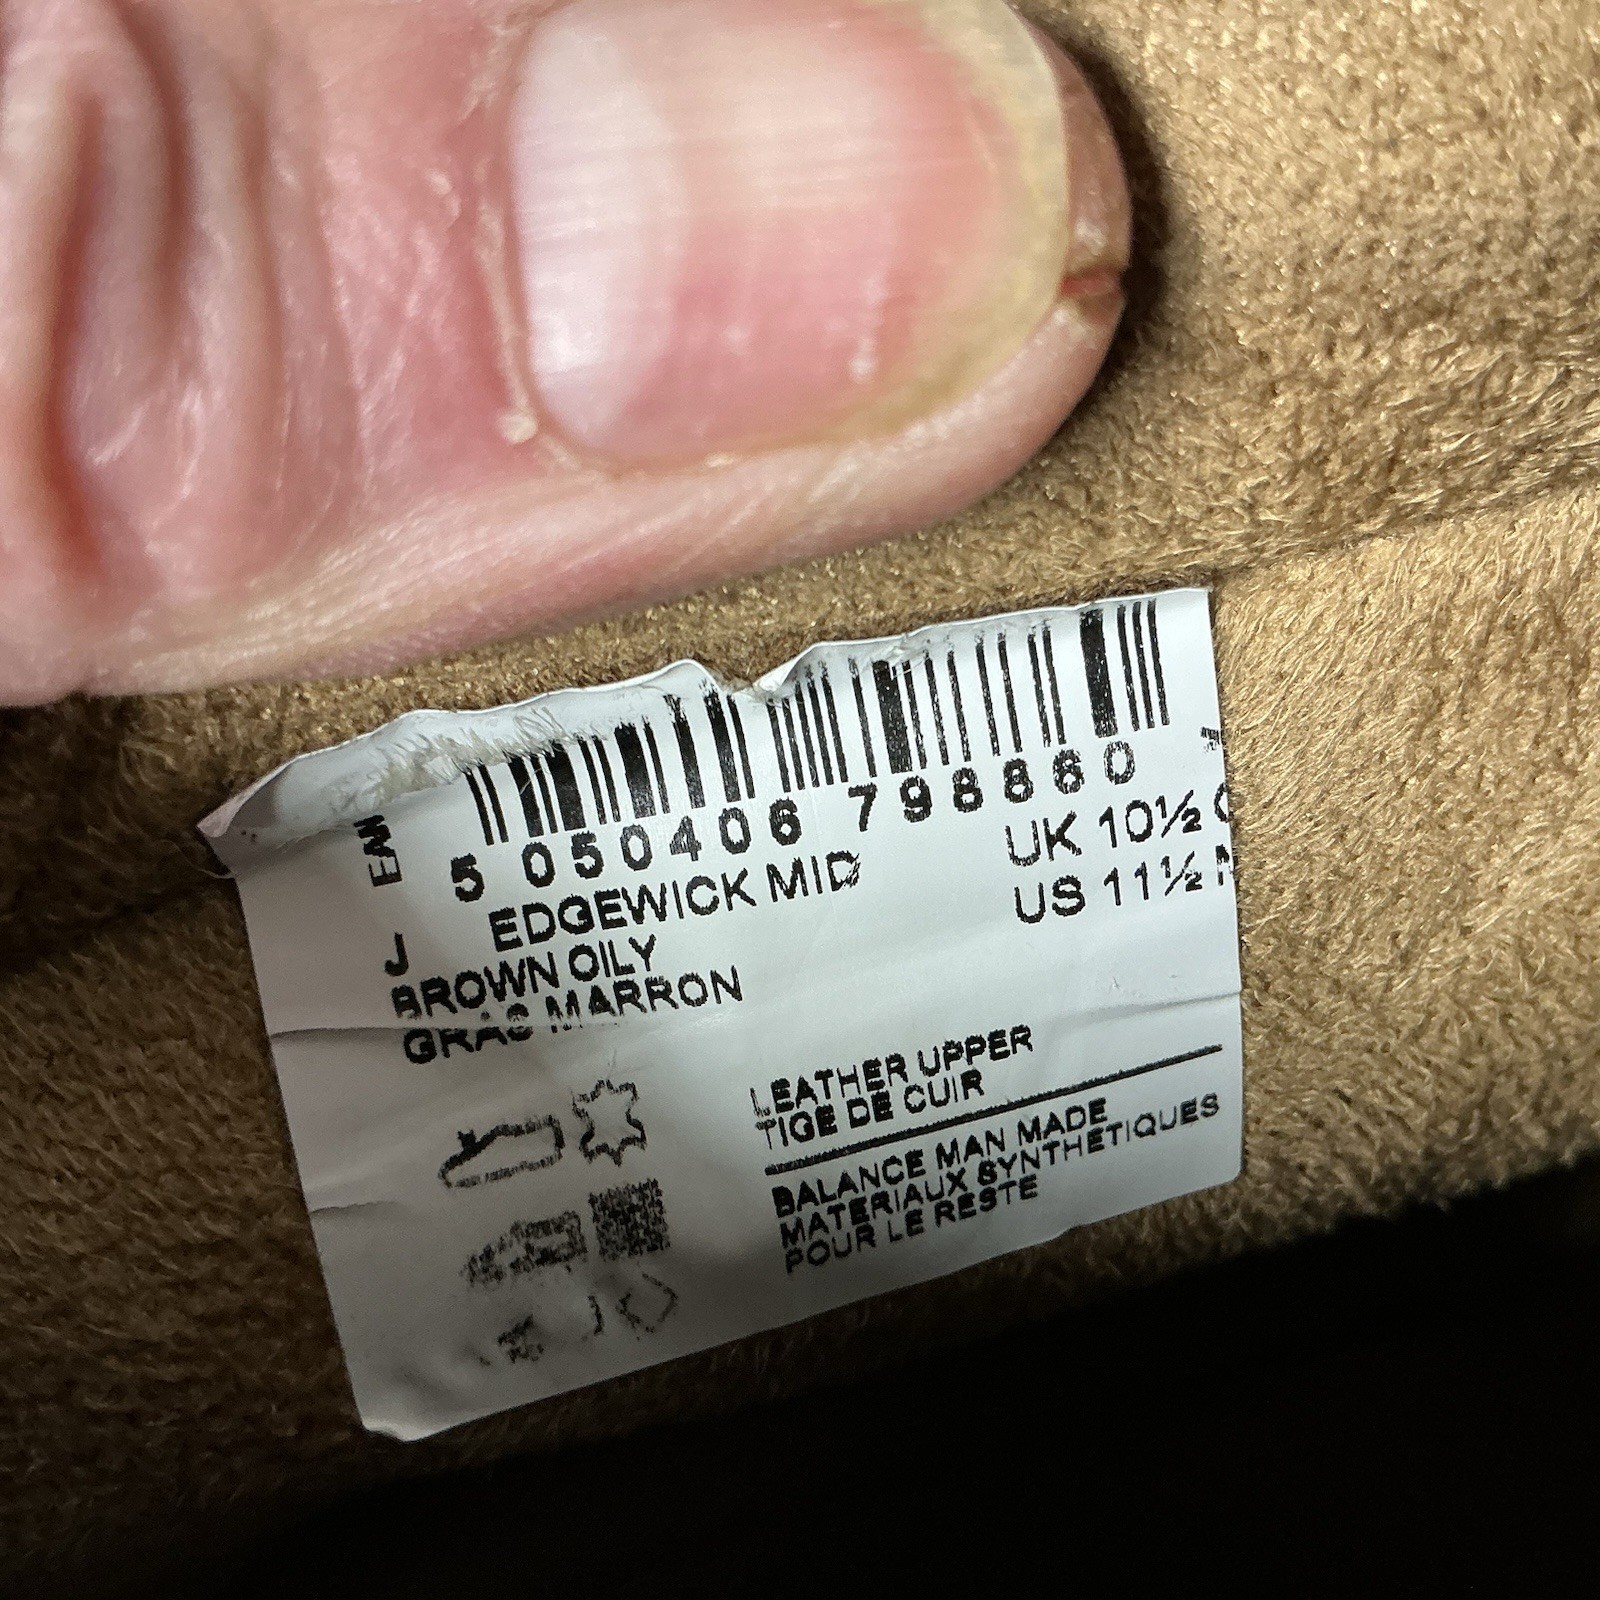 EAN
5 050406 798860
J EDGEWICK MID
UK 10½
US 11½
BROWN OILY
GRAS MARRON
LEATHER UPPER
TIGE DE CUIR
BALANCE MAN MADE
MATERIAUX SYNTHETIQUES
POUR LE RESTE